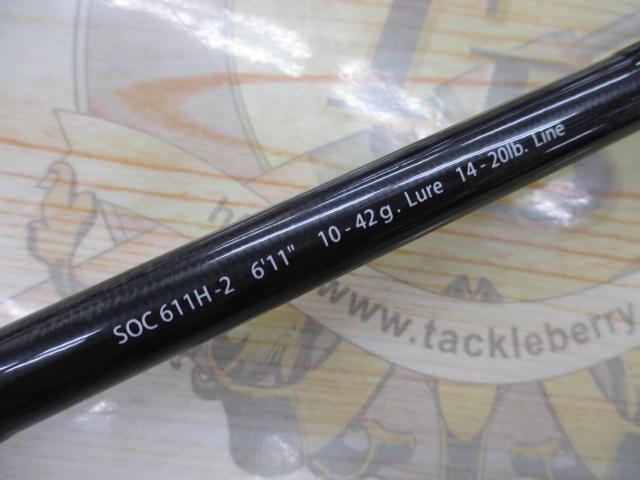 SOC 611H-2 6'11" 10-42g. Lure 14-20lb. Line
www.tackleberry.